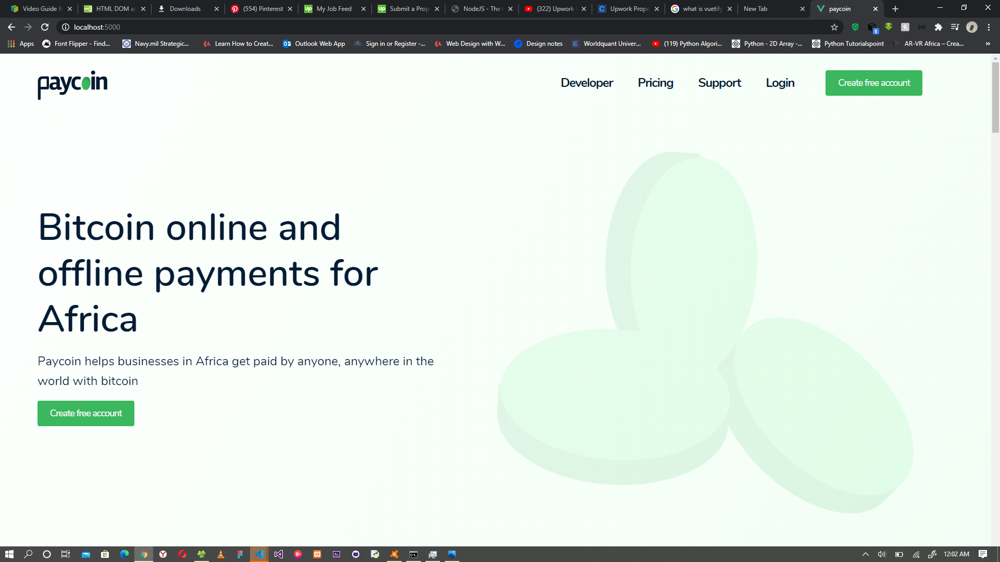 Video Guide fo
HTML DOM ac
Downloads
(554) Pinterest
My Job Feed
Submit a Prop
NodeJS - The
(322) Upwork
Upwork Propo
what is vuetify
New Tab
paycoin
localhost:5000
Apps
Font Flipper - Find...
Navy.mil Strategic...
Learn How to Creat...
Outlook Web App
Sign in or Register -...
Web Design with W...
Design notes
Worldquant Univer...
(119) Python Algori...
Python - 2D Array -...
Python Tutorialspoint
AR-VR Africa – Crea...
paycoin
Developer
Pricing
Support
Login
Create free account
Bitcoin online and
offline payments for
Africa
Paycoin helps businesses in Africa get paid by anyone, anywhere in the
world with bitcoin
Create free account
12:02 AM